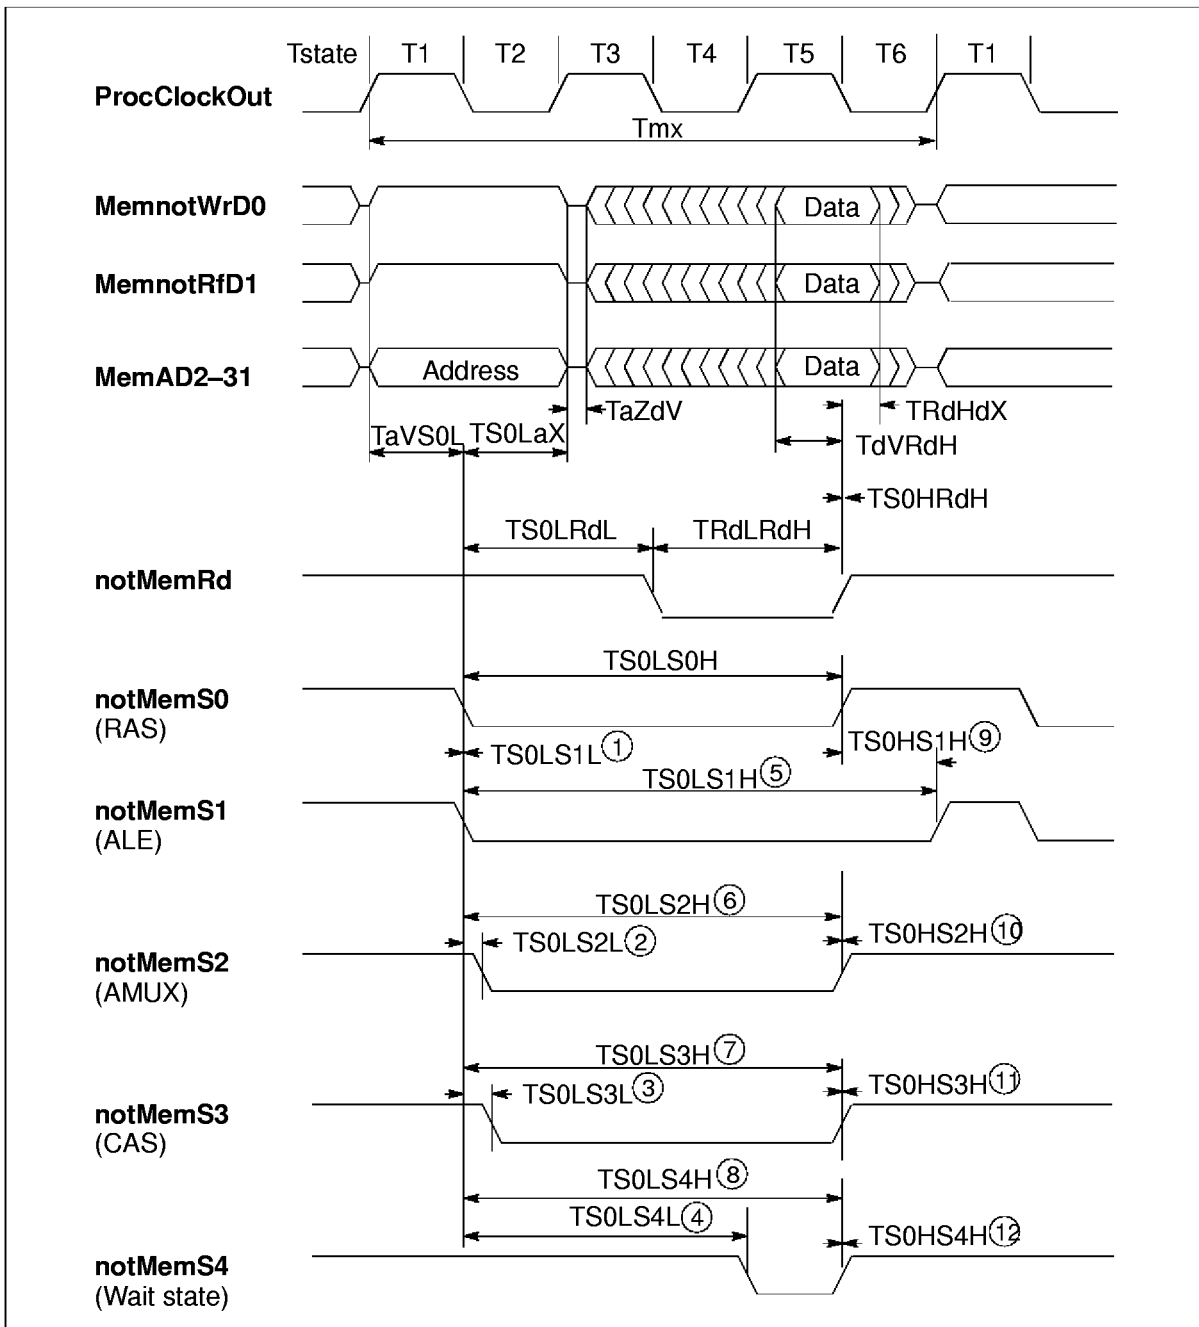 Tstate T1 T2 T3 T4 T5 T6 T1
ProcClockOut
Tmx
MemnotWrD0 Data
MemnotRfD1 Data
MemAD2–31 Address Data
TaZdV TRdHdX
TaVS0L TS0LaX TdVRdH
TS0HRdH
TS0LRdL TRdLRdH
notMemRd
TS0LS0H
notMemS0
(RAS)
TS0LS1L① TS0HS1H⑨
TS0LS1H⑤
notMemS1
(ALE)
TS0LS2H⑥
TS0LS2L② TS0HS2H⑩
notMemS2
(AMUX)
TS0LS3H⑦
TS0LS3L③ TS0HS3H⑪
notMemS3
(CAS)
TS0LS4H⑧
TS0LS4L④ TS0HS4H⑫
notMemS4
(Wait state)